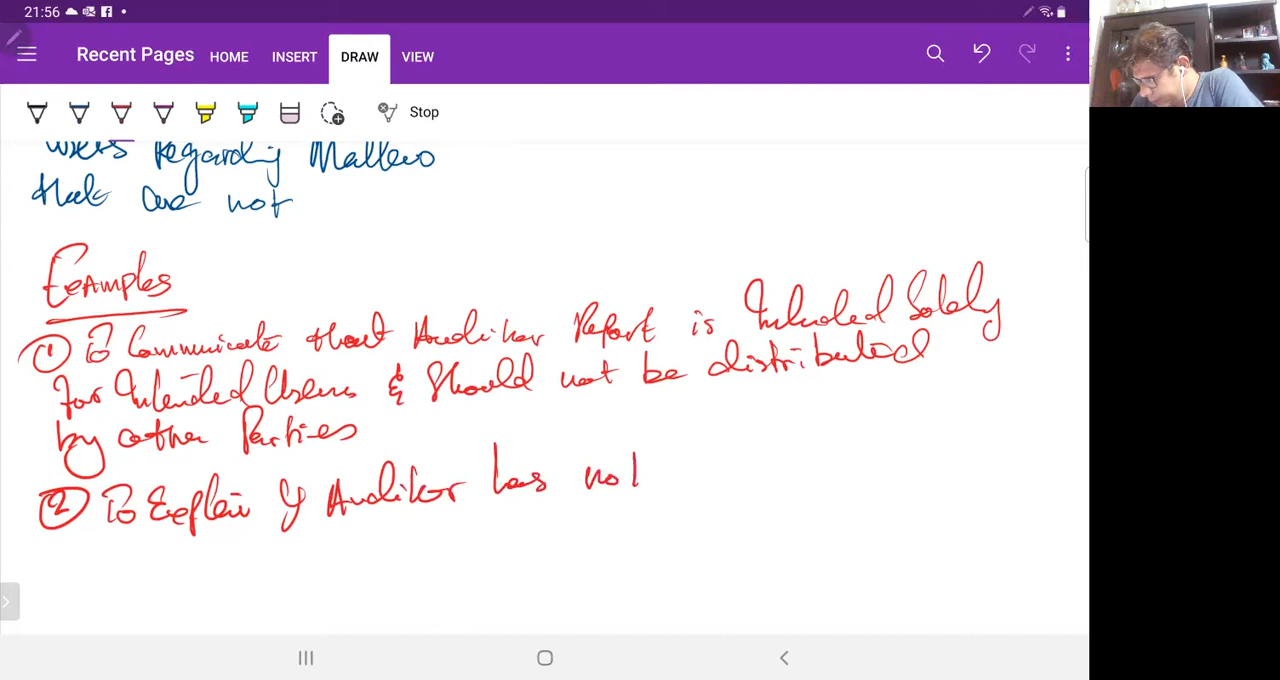 21:56
Recent Pages HOME INSERT DRAW VIEW
Stop
users regarding Matters
that are not
Examples
① To Communicate that Auditor Report is Intended Solely
for Intended Users & Should not be distributed
by other Parties
② To Explain if Auditor has not